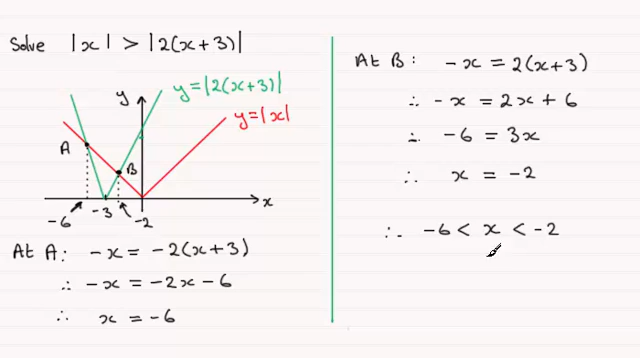 Solve |x| > |2(x+3)|
y = |2(x+3)|
y
y = |x|
A
B
x
-6
-3
-2
At A: -x = -2(x+3)
∴ -x = -2x - 6
∴ x = -6
At B: -x = 2(x+3)
∴ -x = 2x + 6
∴ -6 = 3x
∴ x = -2
∴ -6 < x < -2